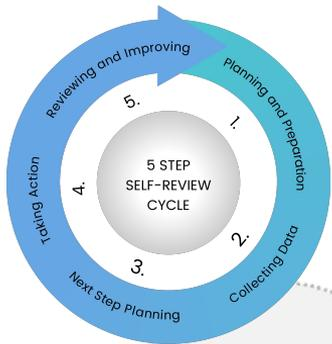 5 STEP
SELF-REVIEW
CYCLE
1.
Planning and Preparation
2.
Collecting Data
3.
Next Step Planning
4.
Taking Action
5.
Reviewing and Improving